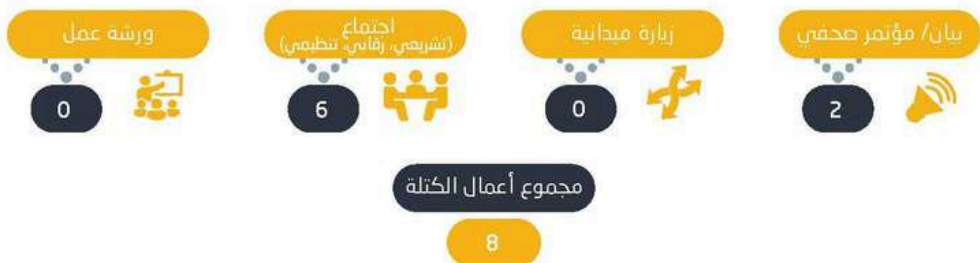 بيان/ مؤتمر صحفي
2
زيارة ميدانية
0
اجتماع
(تشريعي، رقابي، تنظيمي)
6
ورشة عمل
0
مجموع أعمال الكتلة
8